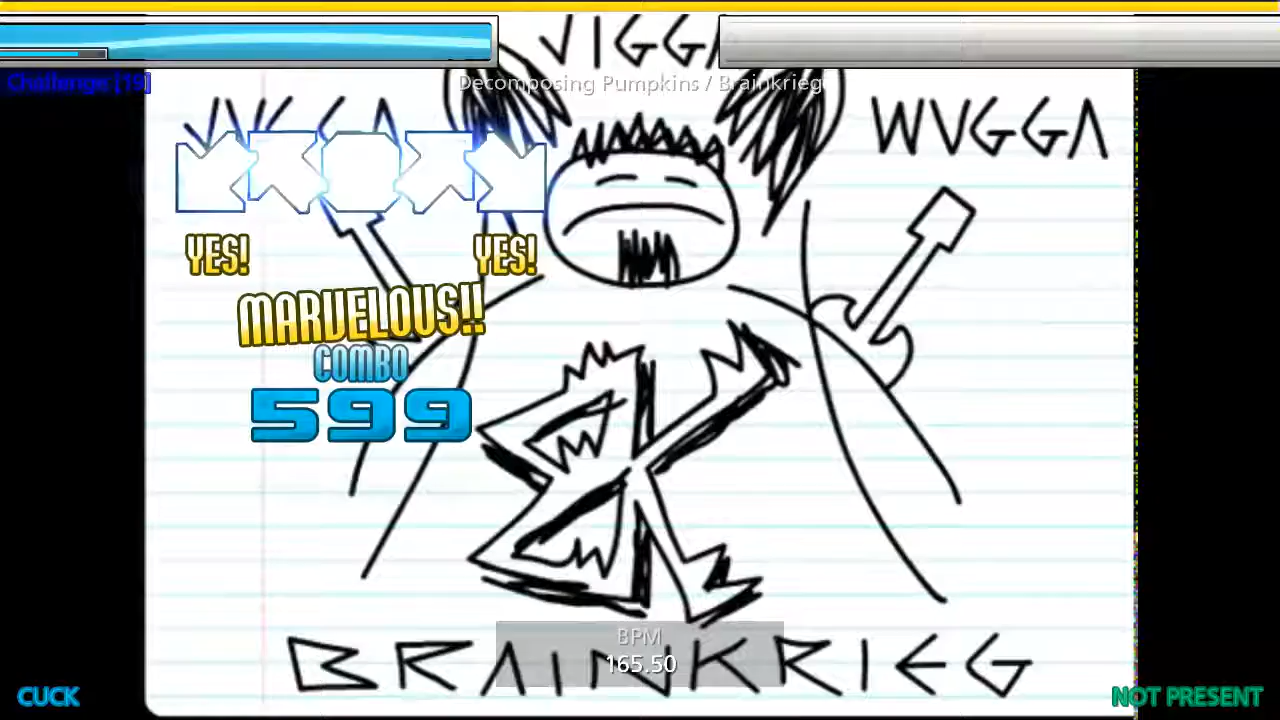 VIGGA
Challenge [19]
Decomposing Pumpkins / Brainkrieg
WVGGA
YES!
YES!
MARVELOUS!!
COMBO
599
BPM
165.50
BRAINKRIEG
CUCK
NOT PRESENT